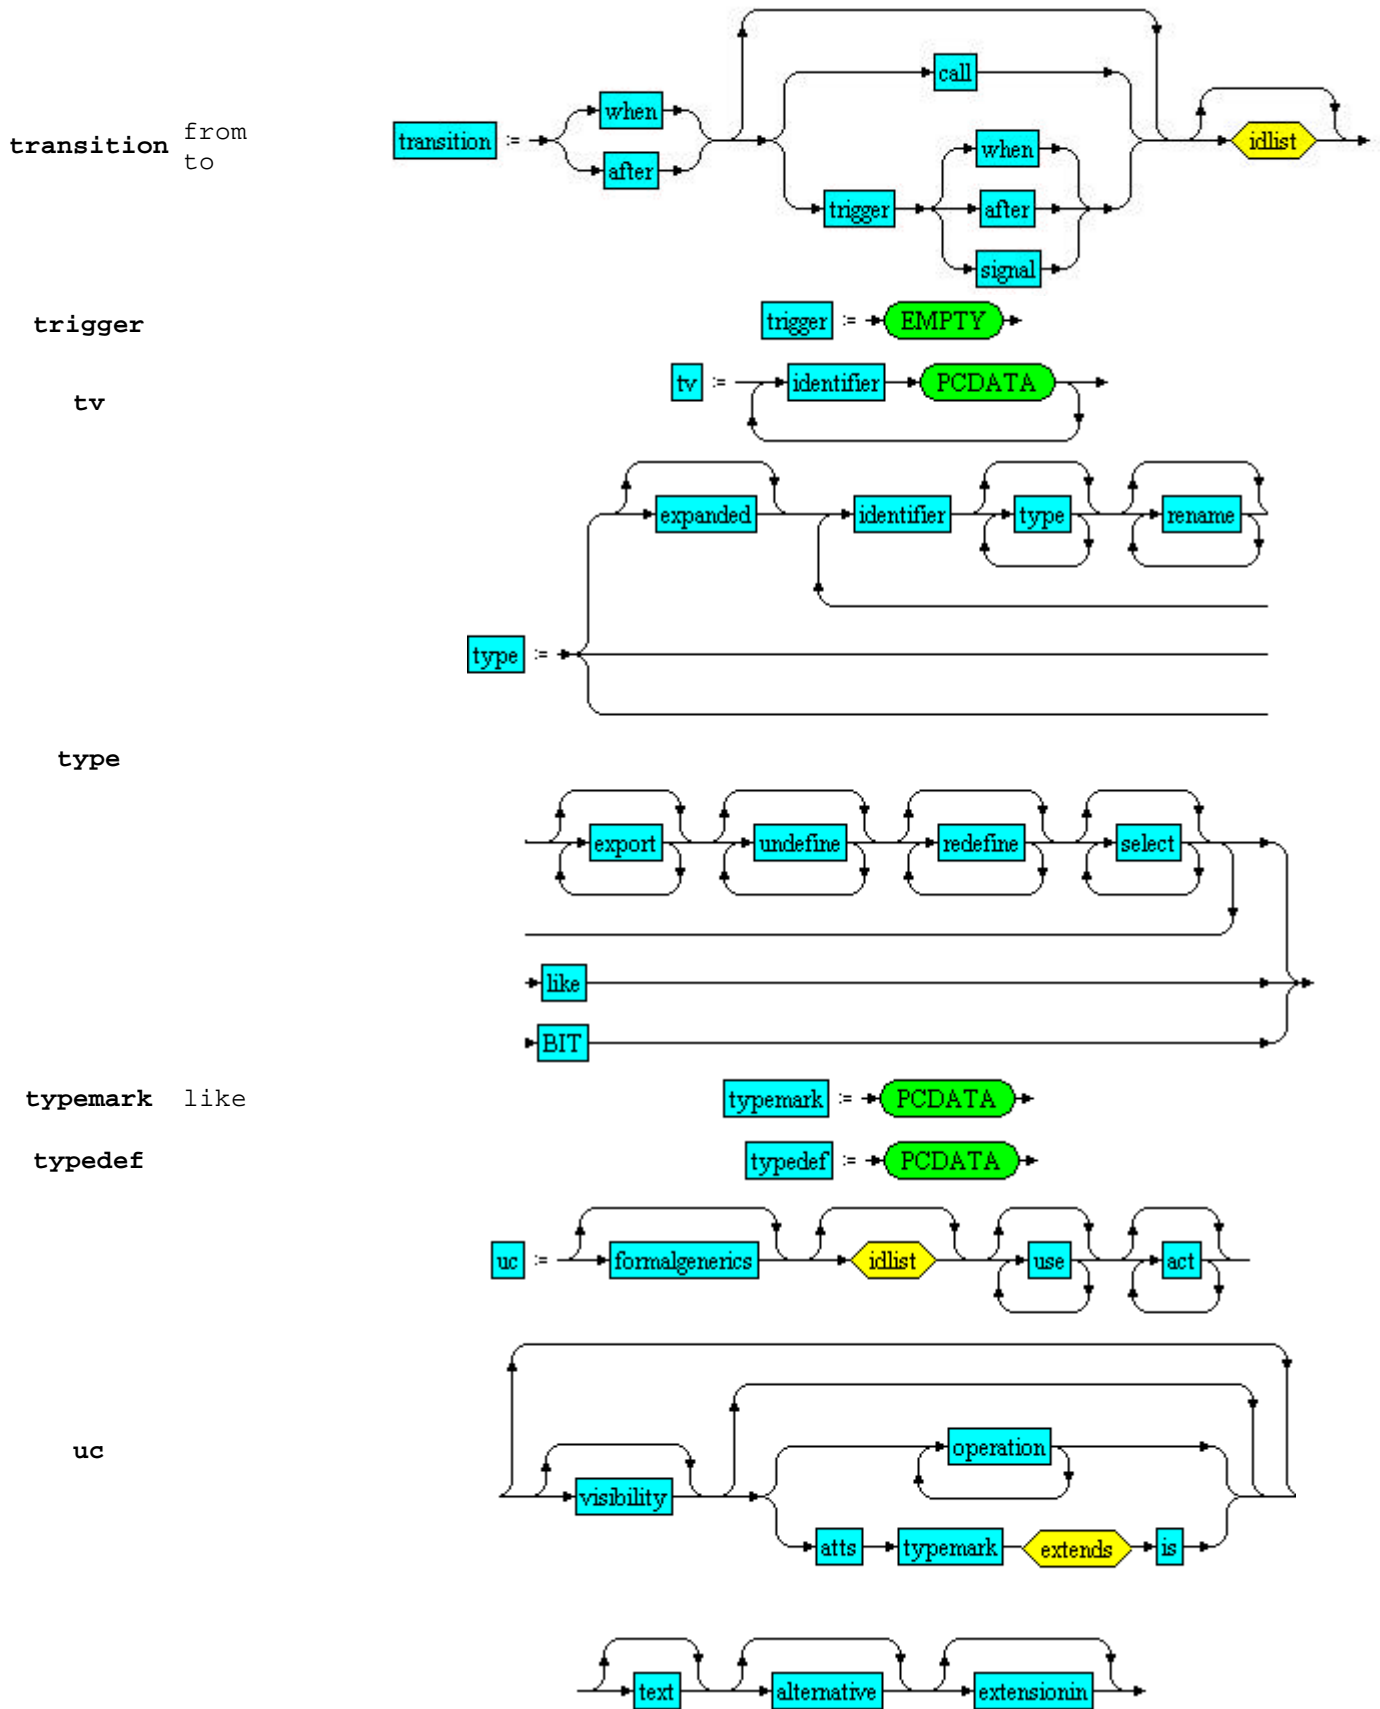 call
when
transition from
to
transition := when idlist
after
trigger after
signal
trigger trigger := EMPTY
tv tv := identifier PCDATA
expanded identifier type rename
type :=
type
export undefine redefine select
like
BIT
typemark like typemark := PCDATA
typedef typedef := PCDATA
uc := formalgenerics idlist use act
uc operation
visibility
atts typemark extends is
text alternative extensionin